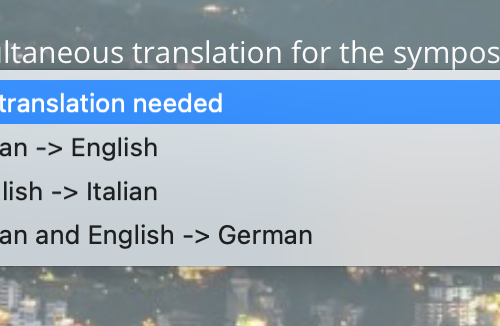 ultaneous translation for the sympos
translation needed
an -> English
lish -> Italian
an and English -> German